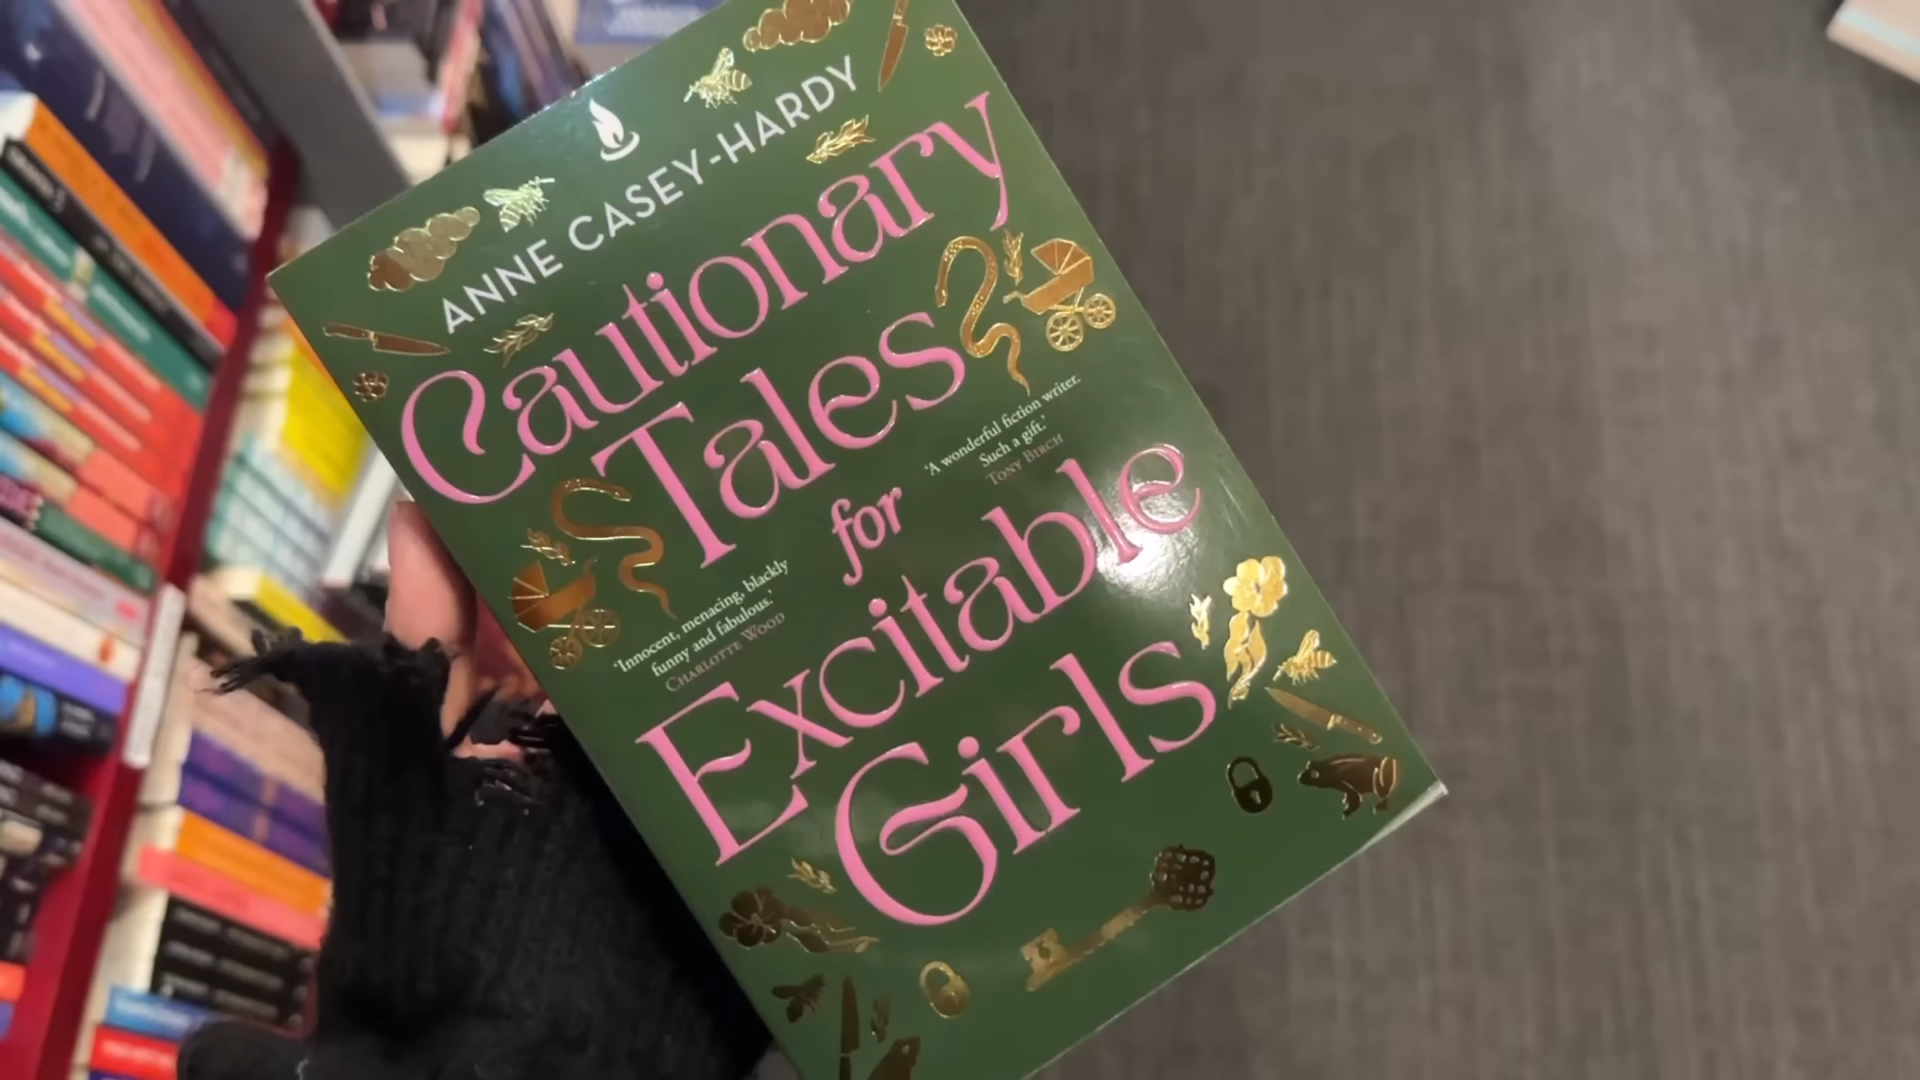 ANNE CASEY-HARDY
Cautionary
Tales
'A wonderful fiction writer.
Such a gift.'
TONY BIRCH
for
'Innocent, menacing, blackly
funny and fabulous.'
CHARLOTTE WOOD
Excitable
Girls